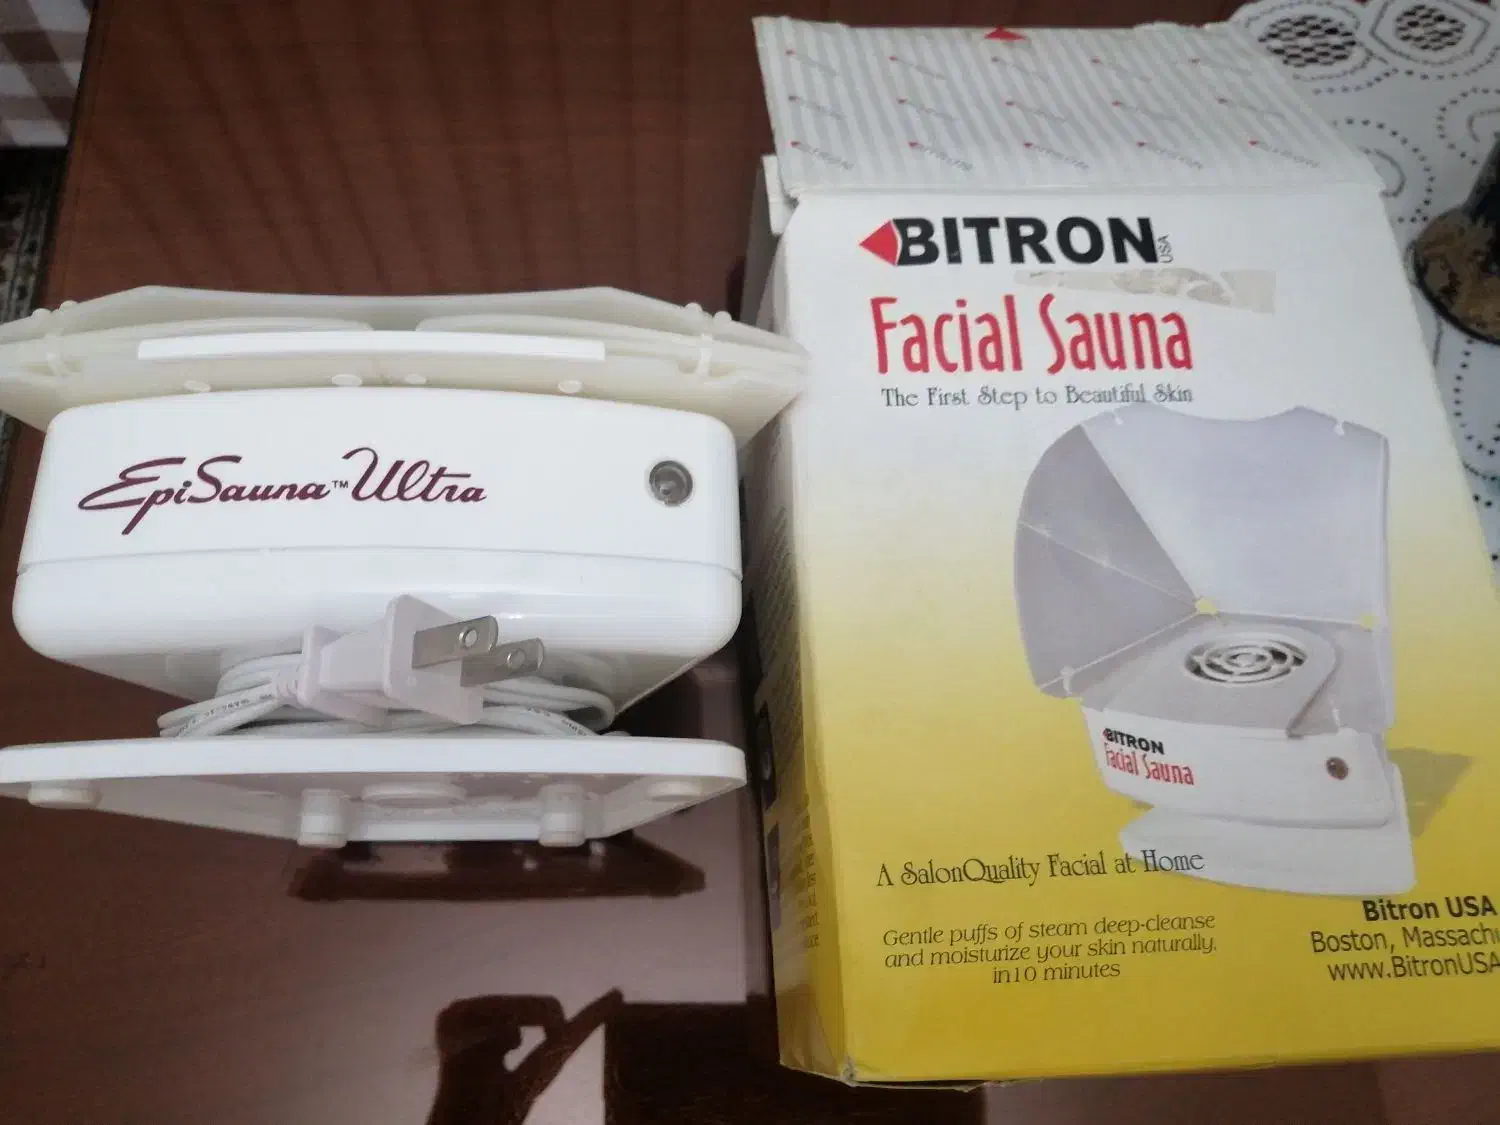 EpiSauna™ Ultra
BITRON USA
Facial Sauna
The First Step to Beautiful Skin
BITRON
Facial Sauna
A SalonQuality Facial at Home
Gentle puffs of steam deep-cleanse
and moisturize your skin naturally,
in10 minutes
Bitron USA
Boston,
www.BitronUSA